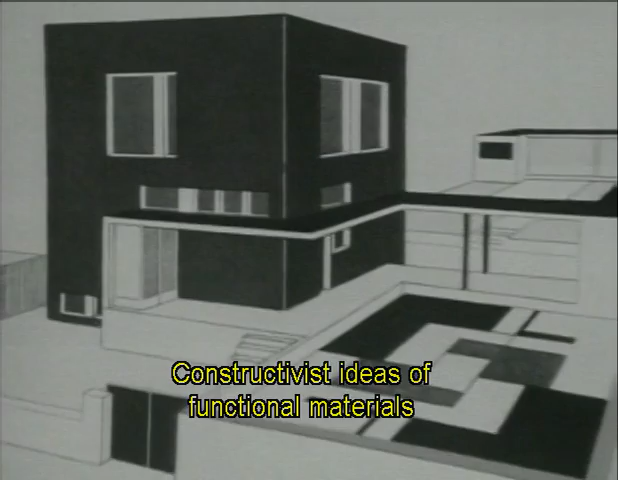 Constructivist ideas of
functional materials